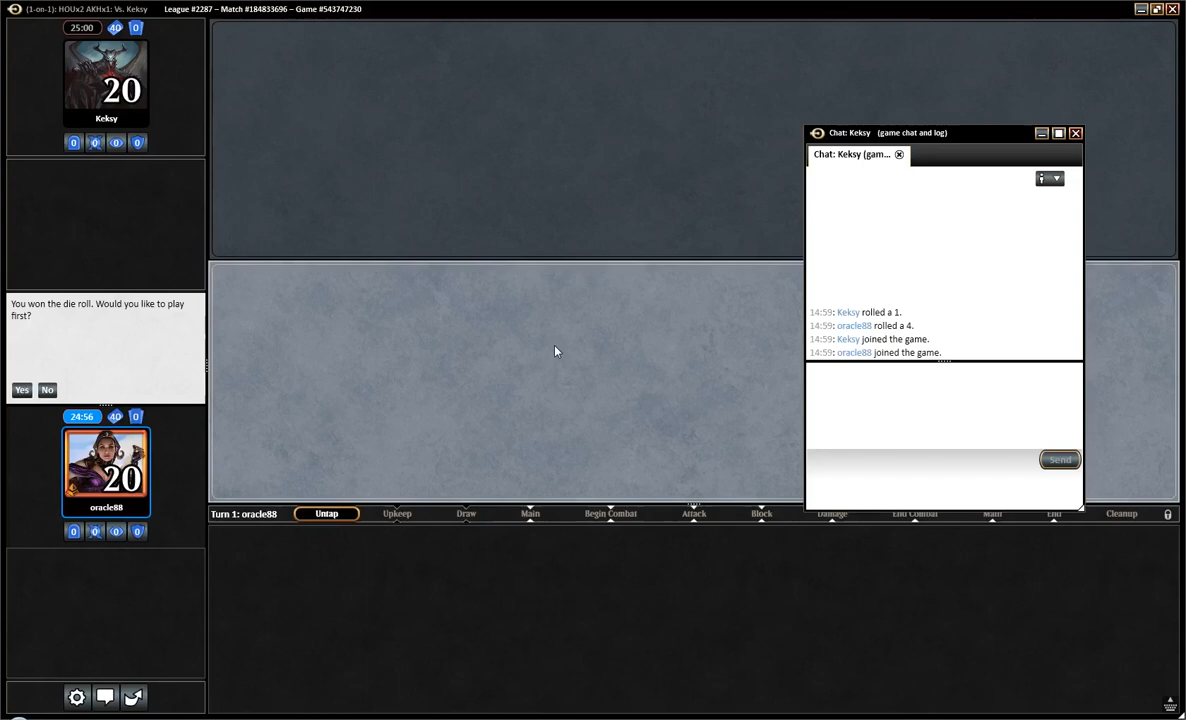 (1-on-1): HOUx2 AKHx1: Vs. Keksy League #2287 – Match #184833696 – Game #543747230
25:00 40 0
20
Keksy
0 0 0 0
Chat: Keksy (game chat and log)
Chat: Keksy (gam...
14:59: Keksy rolled a 1.
14:59: oracle88 rolled a 4.
14:59: Keksy joined the game.
14:59: oracle88 joined the game.
Send
You won the die roll. Would you like to play
first?
Yes No
24:56 40 0
20
oracle88
0 0 0 0
Turn 1: oracle88 Untap Upkeep Draw Main Begin Combat Attack Block Damage End Combat Main End Cleanup